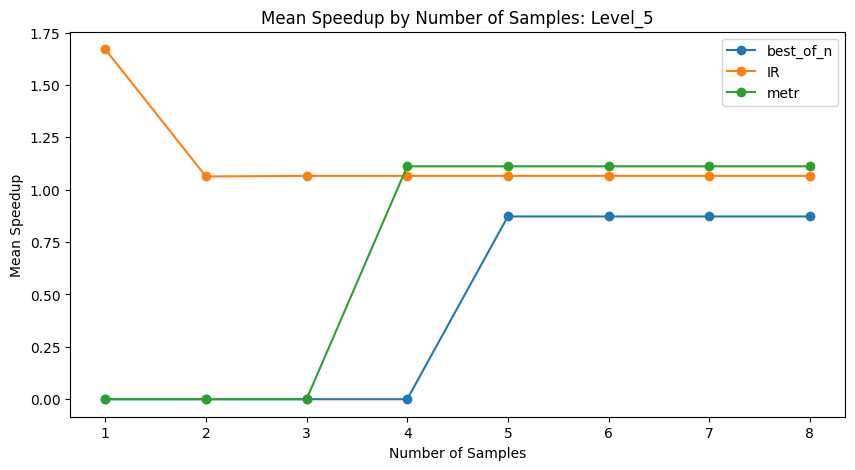 Mean Speedup by Number of Samples: Level_5
Mean Speedup
1.75
1.50
1.25
1.00
0.75
0.50
0.25
0.00
best_of_n
IR
metr
1 2 3 4 5 6 7 8
Number of Samples